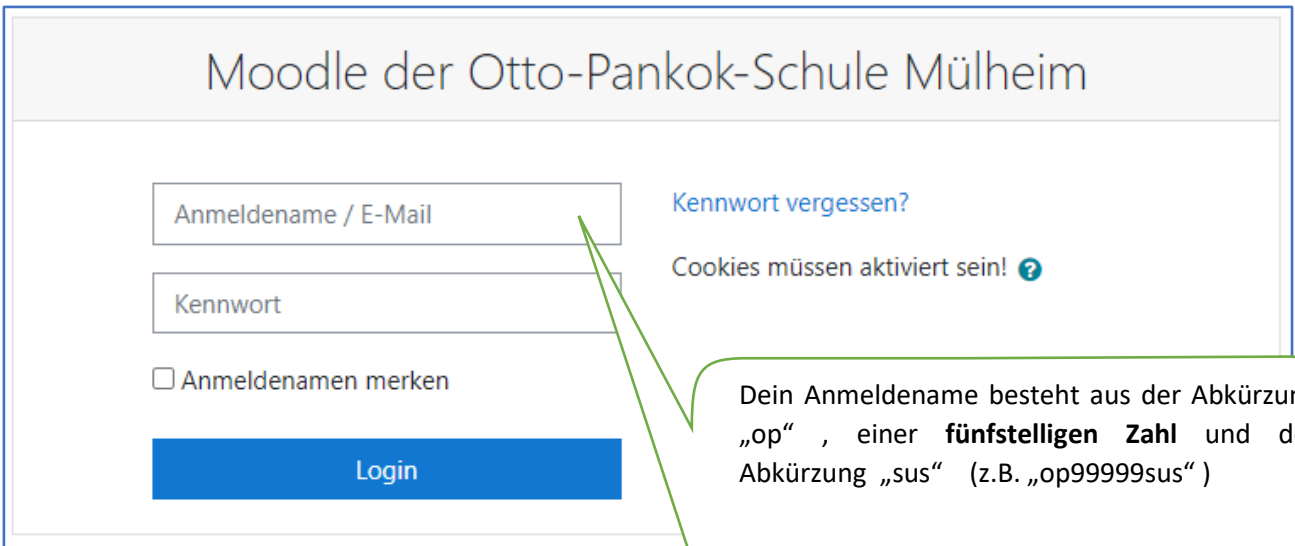 Moodle der Otto-Pankok-Schule Mülheim
Anmeldename / E-Mail
Kennwort
Anmeldenamen merken
Login
Kennwort vergessen?
Cookies müssen aktiviert sein!
Dein Anmeldename besteht aus der
„op“ , einer fünfstelligen Zahl und
Abkürzung „sus“ (z.B. „op99999sus“ )